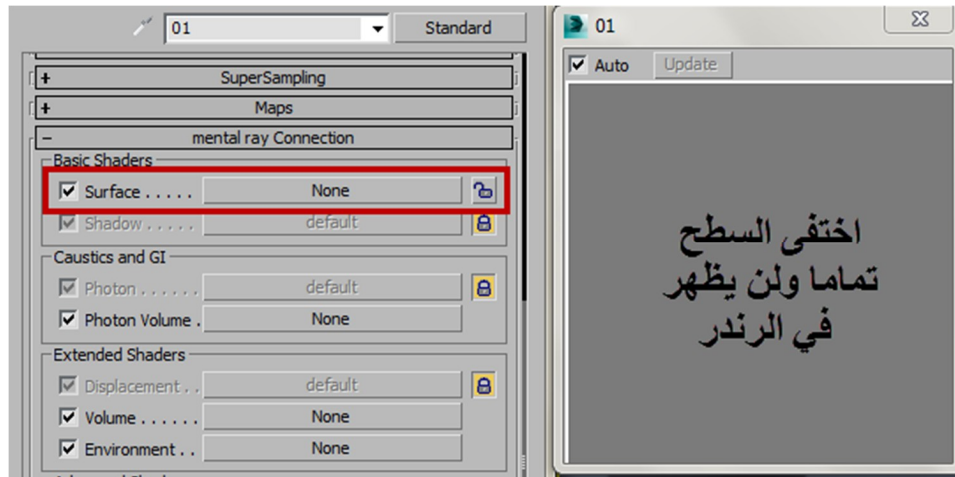 01 Standard
+ SuperSampling
+ Maps
- mental ray Connection
Basic Shaders
Surface . . . . . None
Shadow . . . . . default
Caustics and GI
Photon . . . . . . default
Photon Volume . None
Extended Shaders
Displacement . . default
Volume . . . . . . None
Environment . . None
01
Auto Update
اختفى السطح
تماما ولن يظهر
في الرندر